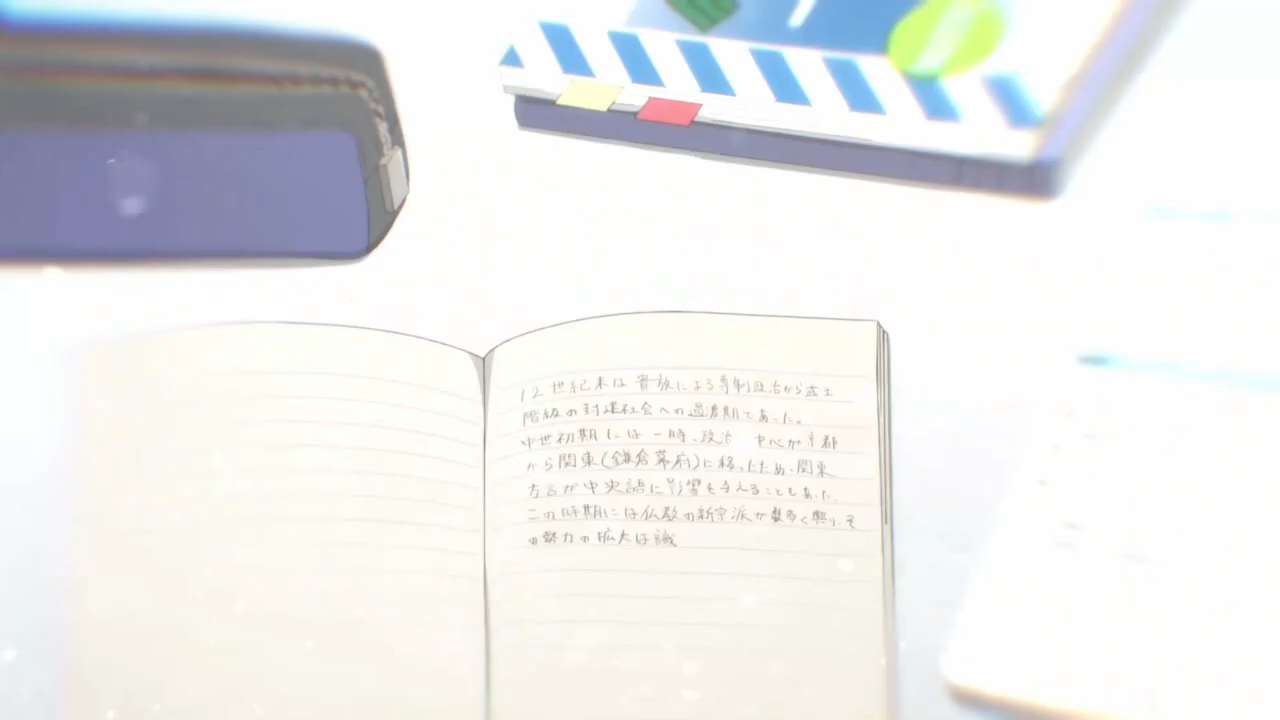 12世紀末は貴族による専制政治から武士
階級の封建社会への過渡期であった。
中世初期には一時、政治 中心が京都
から関東(鎌倉幕府)に移ったため、関東
方言が中央語に影響を与えることもあった。
この時期には仏教の新宗派が数多く興り、そ
の勢力の拡大は識